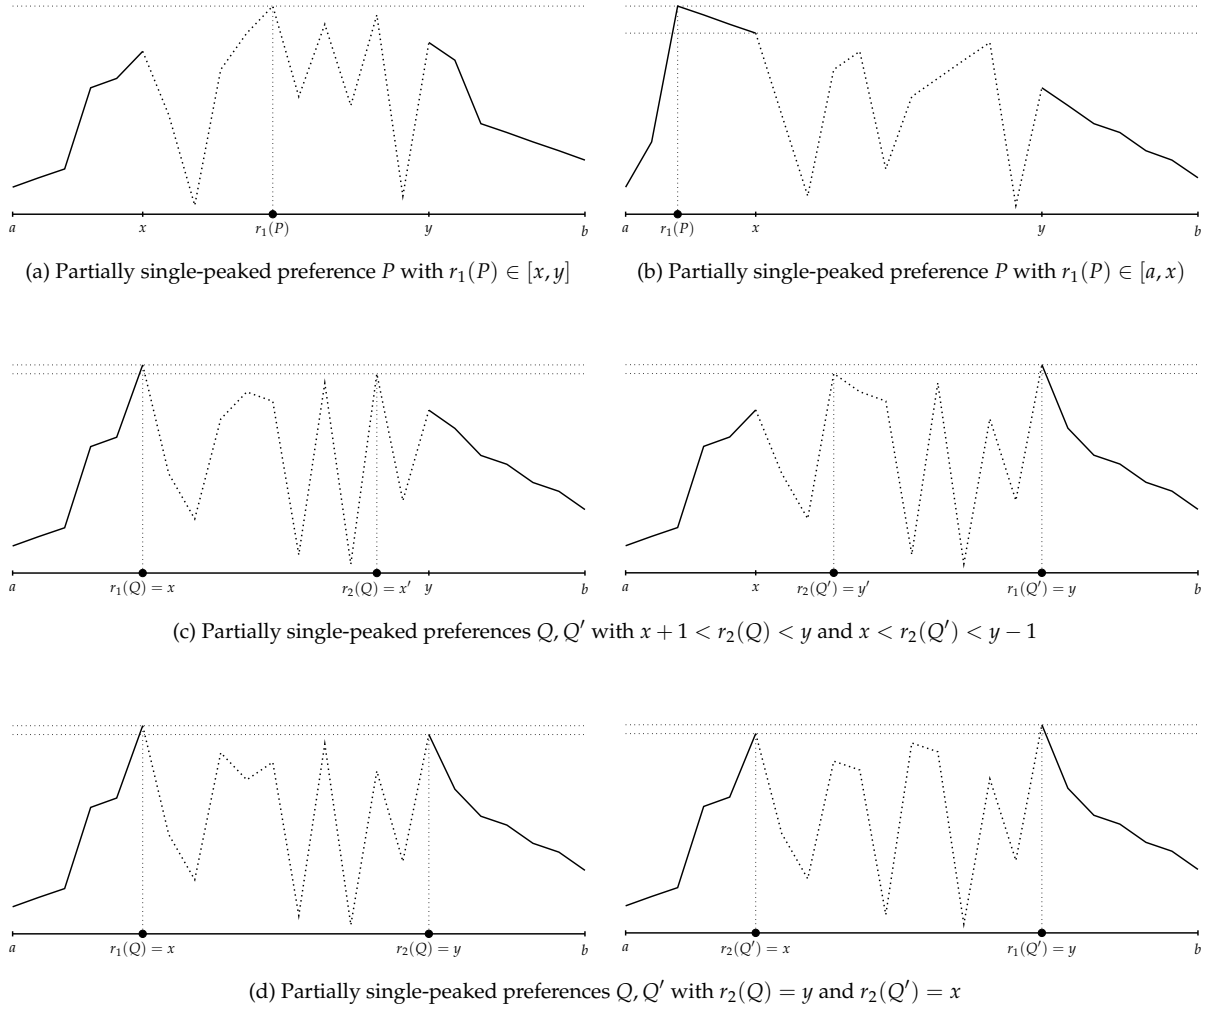 a x r₁(P) y b
a r₁(P) x y b
(a) Partially single-peaked preference P with r₁(P) ∈ [x, y]
(b) Partially single-peaked preference P with r₁(P) ∈ [a, x)
a r₁(Q) = x r₂(Q) = x′ y b
a x r₂(Q′) = y′ r₁(Q′) = y b
(c) Partially single-peaked preferences Q, Q′ with x + 1 < r₂(Q) < y and x < r₂(Q′) < y − 1
a r₁(Q) = x r₂(Q) = y b
a r₂(Q′) = x r₁(Q′) = y b
(d) Partially single-peaked preferences Q, Q′ with r₂(Q) = y and r₂(Q′) = x